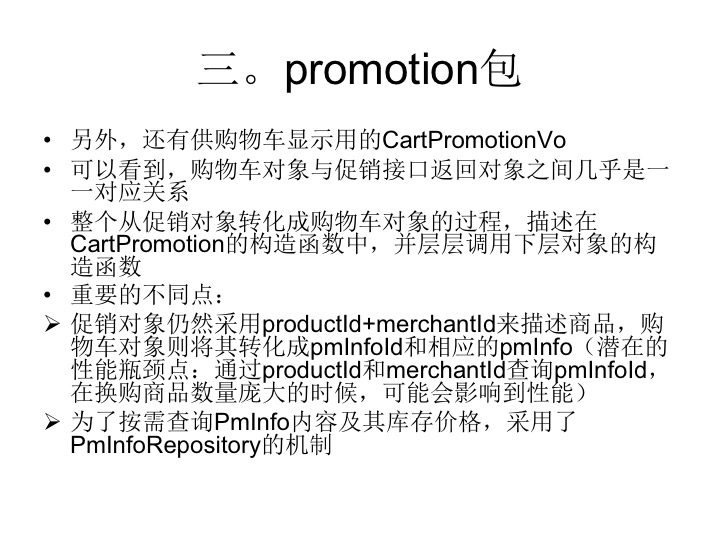 三。promotion包
• 另外，还有供购物车显示用的CartPromotionVo
• 可以看到，购物车对象与促销接口返回对象之间几乎是一
一对应关系
• 整个从促销对象转化成购物车对象的过程，描述在
CartPromotion的构造函数中，并层层调用下层对象的构
造函数
• 重要的不同点：
➢ 促销对象仍然采用productId+merchantId来描述商品，购
物车对象则将其转化成pmInfoId和相应的pmInfo（潜在的
性能瓶颈点：通过productId和merchantId查询pmInfoId，
在换购商品数量庞大的时候，可能会影响到性能）
➢ 为了按需查询PmInfo内容及其库存价格，采用了
PmInfoRepository的机制